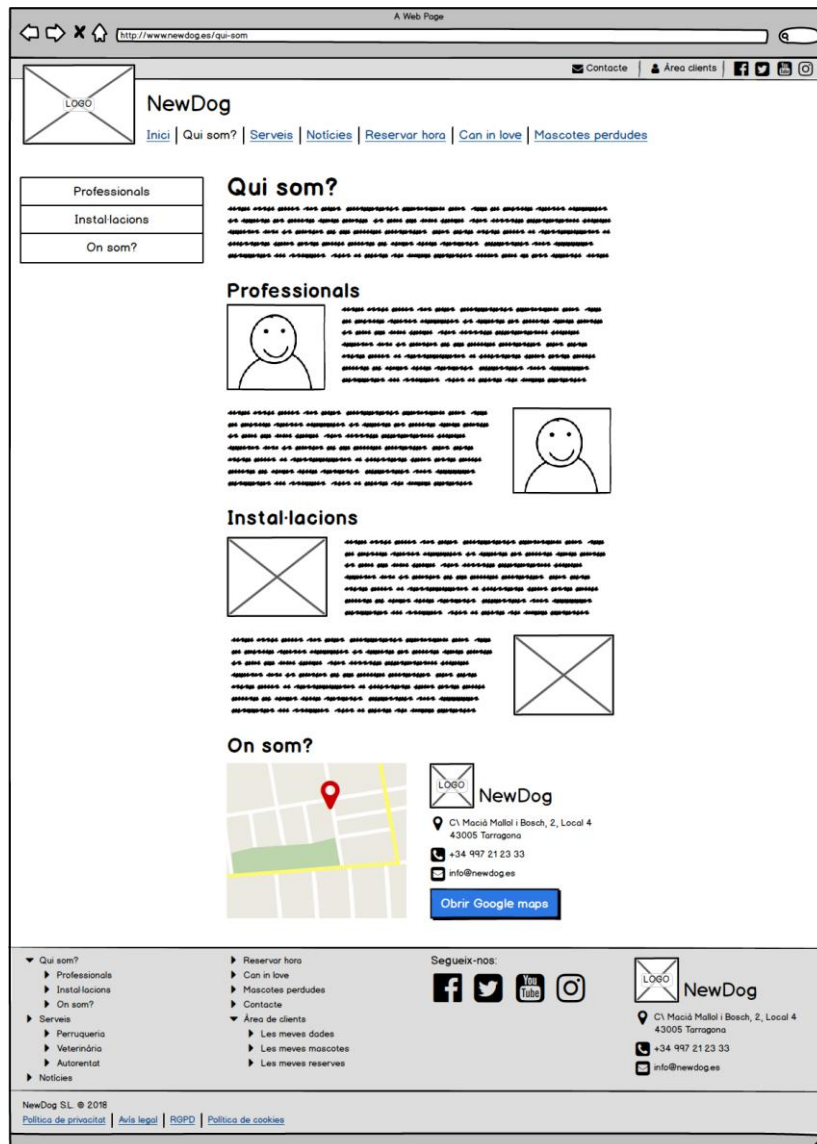 A Web Page
http://www.newdog.es/qui-som
Contacte | Àrea clients
LOGO
NewDog
Inici | Qui som? | Serveis | Notícies | Reservar hora | Can in love | Mascotes perdudes
Professionals
Instal·lacions
On som?
Qui som?
Professionals
Instal·lacions
On som?
LOGO
NewDog
C\ Macià Mallol i Bosch, 2, Local 4
43005 Tarragona
+34 997 21 23 33
info@newdog.es
Obrir Google maps
Qui som?
Professionals
Instal·lacions
On som?
Serveis
Perruqueria
Veterinària
Autorentat
Notícies
Reservar hora
Can in love
Mascotes perdudes
Contacte
Àrea de clients
Les meves dades
Les meves mascotes
Les meves reserves
Segueix-nos:
You
Tube
LOGO
NewDog
C\ Macià Mallol i Bosch, 2, Local 4
43005 Tarragona
+34 997 21 23 33
info@newdog.es
NewDog S.L. © 2018
Política de privacitat | Avís legal | RGPD | Política de cookies